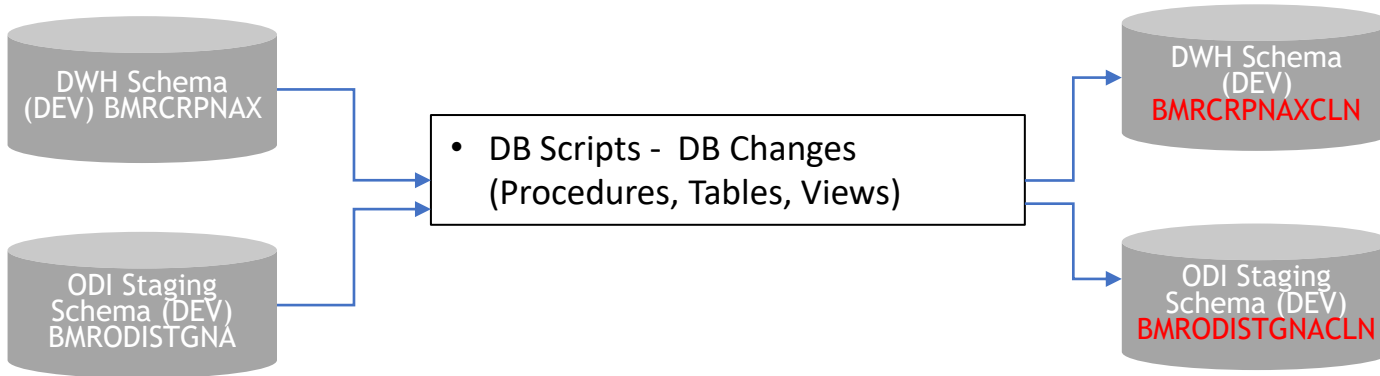 DWH Schema
(DEV) BMRCRPNAX
ODI Staging
Schema (DEV)
BMRODISTGNA
• DB Scripts - DB Changes
(Procedures, Tables, Views)
DWH Schema
(DEV)
BMRCRPNAXCLN
ODI Staging
Schema (DEV)
BMRODISTGNACLN